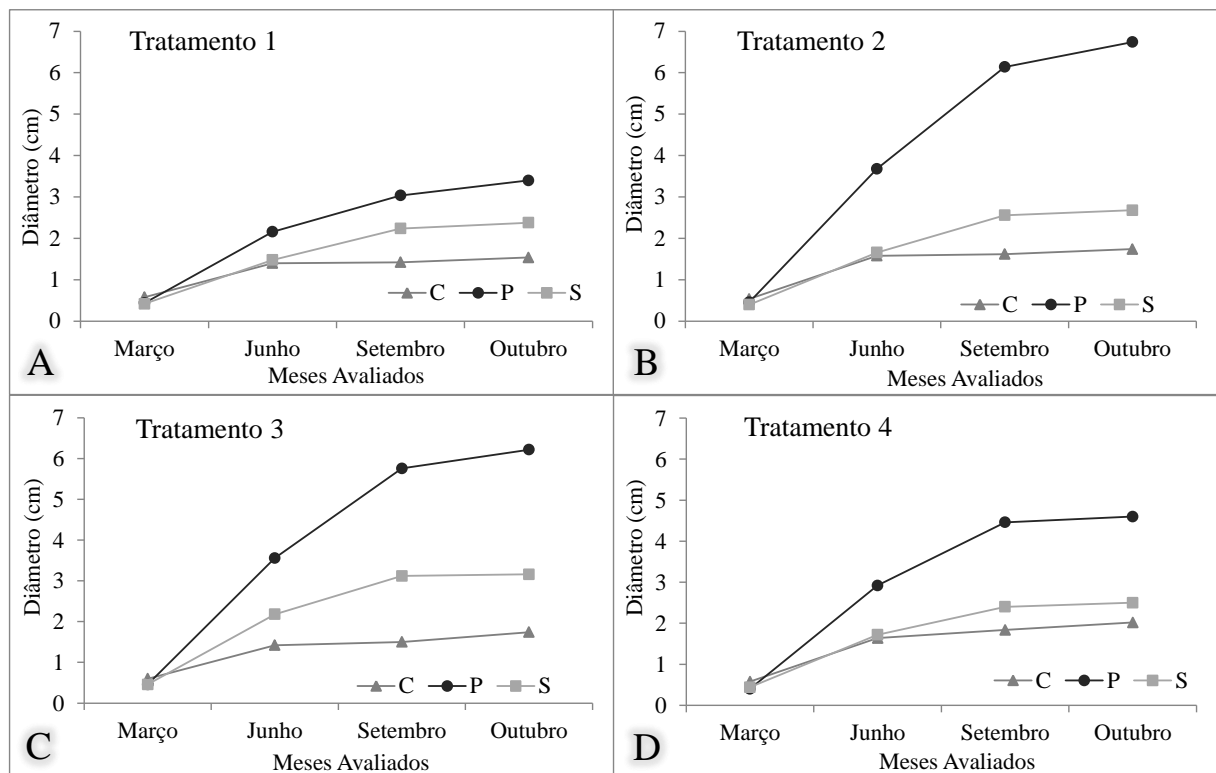 Tratamento 1
Diâmetro (cm)
7
6
5
4
3
2
1
0
C P S
Março Junho Setembro Outubro
Meses Avaliados
A
Tratamento 2
Diâmetro (cm)
7
6
5
4
3
2
1
0
C P S
Março Junho Setembro Outubro
Meses Avaliados
B
Tratamento 3
Diâmetro (cm)
7
6
5
4
3
2
1
0
C P S
Março Junho Setembro Outubro
Meses Avaliados
C
Tratamento 4
Diâmetro (cm)
7
6
5
4
3
2
1
0
C P S
Março Junho Setembro Outubro
Meses Avaliados
D